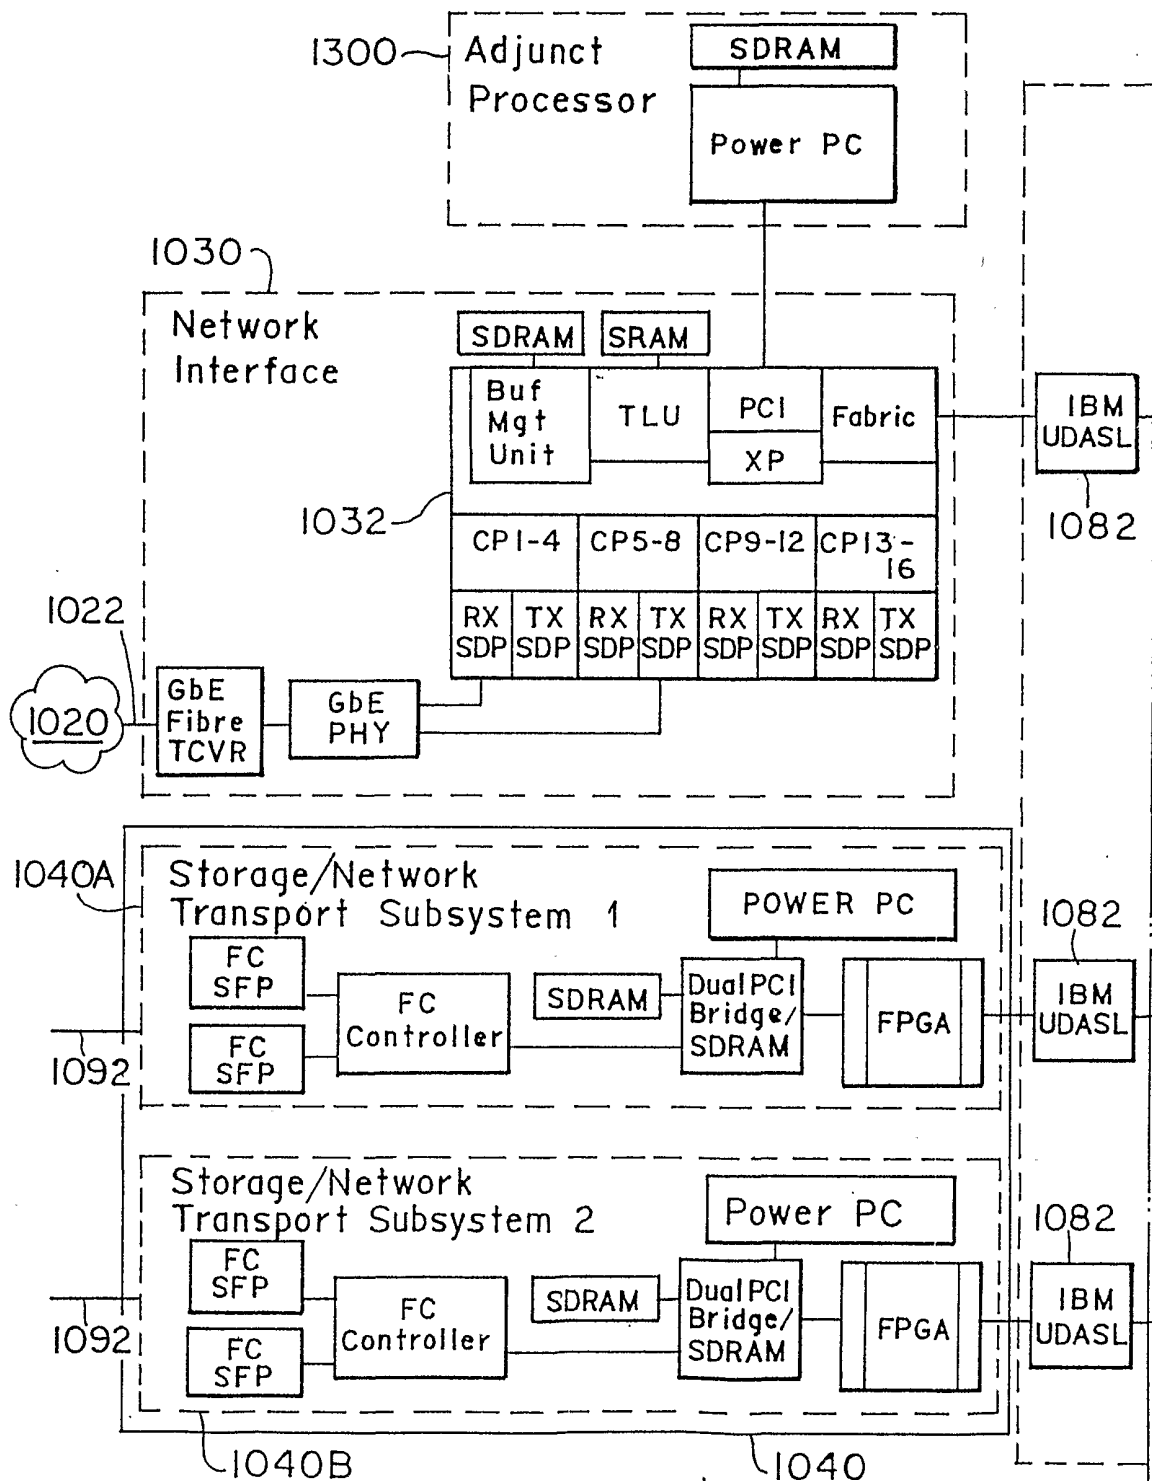 1300
Adjunct
Processor
SDRAM
Power PC
1030
Network
Interface
SDRAM
SRAM
Buf
Mgt
Unit
TLU
PCI
XP
Fabric
IBM
UDASL
1082
1032
CP1-4
CP5-8
CP9-12
CP13-
16
RX
SDP
TX
SDP
RX
SDP
TX
SDP
RX
SDP
TX
SDP
RX
SDP
TX
SDP
1022
1020
GbE
Fibre
TCVR
GbE
PHY
1040A
Storage/Network
Transport Subsystem 1
POWER PC
FC
SFP
FC
SFP
FC
Controller
SDRAM
Dual PCI
Bridge/
SDRAM
FPGA
1082
IBM
UDASL
1092
Storage/Network
Transport Subsystem 2
Power PC
FC
SFP
FC
SFP
FC
Controller
SDRAM
Dual PCI
Bridge/
SDRAM
FPGA
1082
IBM
UDASL
1092
1040B
1040